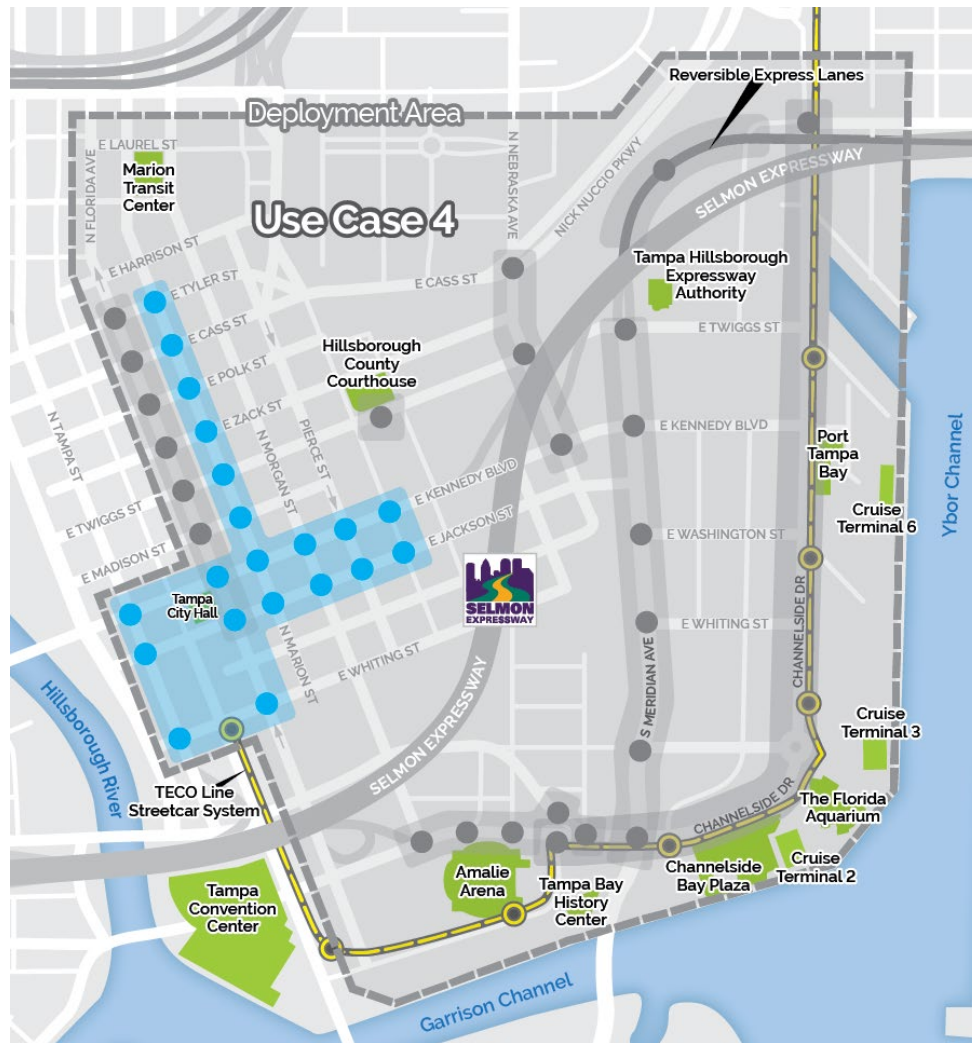 Reversible Express Lanes
Deployment Area
E LAUREL ST
Marion
Transit
Center
N FLORIDA AVE
N NEBRASKA AVE
NICK NUCCIO PKWY
SELMON EXPRESSWAY
Use Case 4
E HARRISON ST
E TYLER ST
E CASS ST
E CASS ST
Tampa Hillsborough
Expressway
Authority
E POLK ST
E TWIGGS ST
Hillsborough
County
Courthouse
E ZACK ST
PIERCE ST
N MORGAN ST
N TAMPA ST
E KENNEDY BLVD
Port
Tampa
Bay
E KENNEDY BLVD
Cruise
Terminal 6
Ybor Channel
E TWIGGS ST
E JACKSON ST
E WASHINGTON ST
E MADISON ST
SELMON
EXPRESSWAY
Tampa
City Hall
E WHITING ST
N MARION ST
E WHITING ST
CHANNELSIDE DR
S MERIDIAN AVE
Hillsborough River
SELMON EXPRESSWAY
Cruise
Terminal 3
TECO Line
Streetcar System
CHANNELSIDE DR
The Florida
Aquarium
Amalie
Arena
Tampa Bay
History
Center
Channelside
Bay Plaza
Cruise
Terminal 2
Tampa
Convention
Center
Garrison Channel